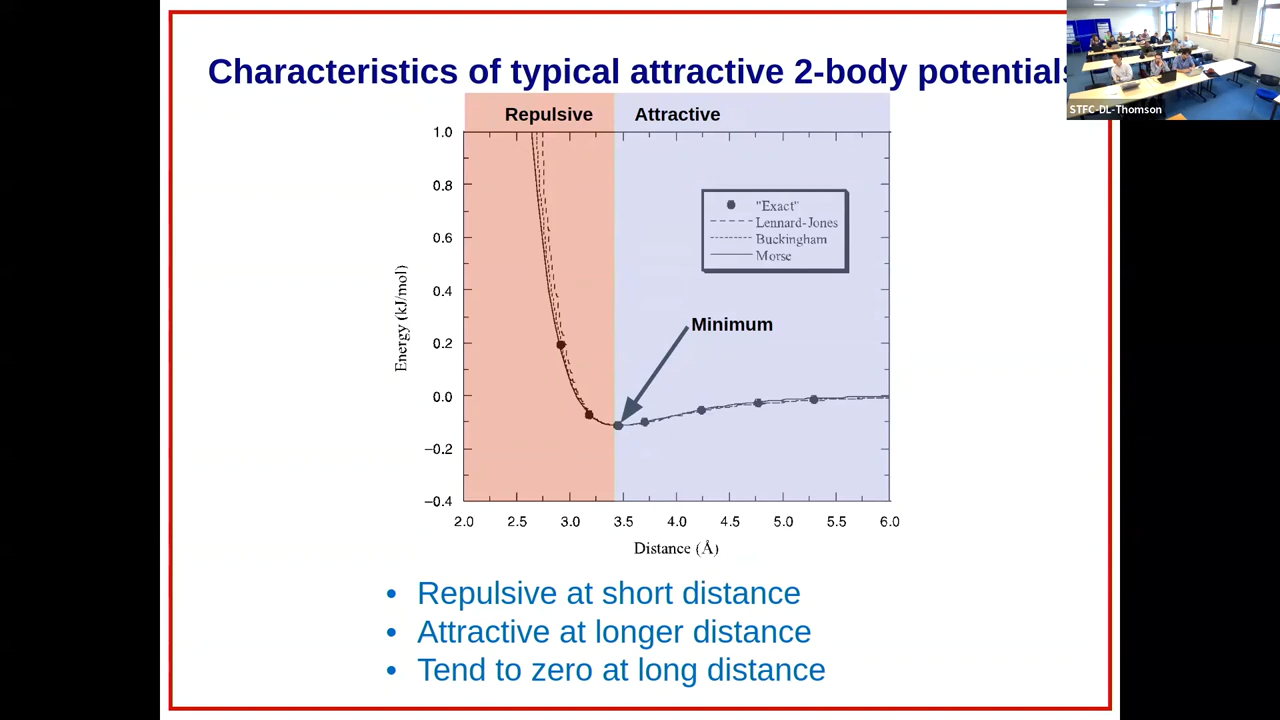 Characteristics of typical attractive 2-body potentials
STFC-DL-Thomson
Repulsive Attractive
1.0
0.8
0.6
0.4
0.2
0.0
−0.2
−0.4
Energy (kJ/mol)
"Exact"
Lennard-Jones
Buckingham
Morse
Minimum
2.0 2.5 3.0 3.5 4.0 4.5 5.0 5.5 6.0
Distance (Å)
• Repulsive at short distance
• Attractive at longer distance
• Tend to zero at long distance